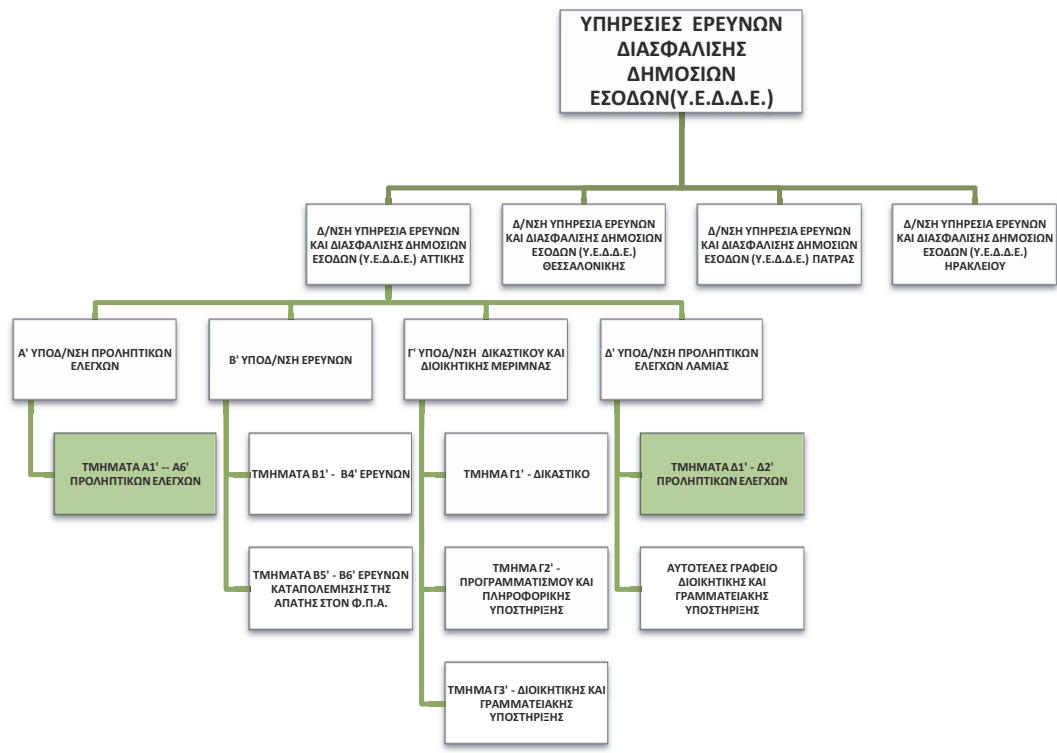 ΥΠΗΡΕΣΙΕΣ ΕΡΕΥΝΩΝ
ΔΙΑΣΦΑΛΙΣΗΣ
ΔΗΜΟΣΙΩΝ
ΕΣΟΔΩΝ(Υ.Ε.Δ.Δ.Ε.)
Δ/ΝΣΗ ΥΠΗΡΕΣΙΑ ΕΡΕΥΝΩΝ
ΚΑΙ ΔΙΑΣΦΑΛΙΣΗΣ ΔΗΜΟΣΙΩΝ
ΕΣΟΔΩΝ (Υ.Ε.Δ.Δ.Ε.) ΑΤΤΙΚΗΣ
Δ/ΝΣΗ ΥΠΗΡΕΣΙΑ ΕΡΕΥΝΩΝ
ΚΑΙ ΔΙΑΣΦΑΛΙΣΗΣ ΔΗΜΟΣΙΩΝ
ΕΣΟΔΩΝ (Υ.Ε.Δ.Δ.Ε.)
ΘΕΣΣΑΛΟΝΙΚΗΣ
Δ/ΝΣΗ ΥΠΗΡΕΣΙΑ ΕΡΕΥΝΩΝ
ΚΑΙ ΔΙΑΣΦΑΛΙΣΗΣ ΔΗΜΟΣΙΩΝ
ΕΣΟΔΩΝ (Υ.Ε.Δ.Δ.Ε.) ΠΑΤΡΑΣ
Δ/ΝΣΗ ΥΠΗΡΕΣΙΑ ΕΡΕΥΝΩΝ
ΚΑΙ ΔΙΑΣΦΑΛΙΣΗΣ ΔΗΜΟΣΙΩΝ
ΕΣΟΔΩΝ (Υ.Ε.Δ.Δ.Ε.)
ΗΡΑΚΛΕΙΟΥ
Α' ΥΠΟΔ/ΝΣΗ ΠΡΟΛΗΠΤΙΚΩΝ
ΕΛΕΓΧΩΝ
Β' ΥΠΟΔ/ΝΣΗ ΕΡΕΥΝΩΝ
Γ' ΥΠΟΔ/ΝΣΗ ΔΙΚΑΣΤΙΚΟΥ ΚΑΙ
ΔΙΟΙΚΗΤΙΚΗΣ ΜΕΡΙΜΝΑΣ
Δ' ΥΠΟΔ/ΝΣΗ ΠΡΟΛΗΠΤΙΚΩΝ
ΕΛΕΓΧΩΝ ΛΑΜΙΑΣ
ΤΜΗΜΑΤΑ Α1' -- Α6'
ΠΡΟΛΗΠΤΙΚΩΝ ΕΛΕΓΧΩΝ
ΤΜΗΜΑΤΑ Β1' - Β4' ΕΡΕΥΝΩΝ
ΤΜΗΜΑ Γ1' - ΔΙΚΑΣΤΙΚΟ
ΤΜΗΜΑΤΑ Δ1' - Δ2'
ΠΡΟΛΗΠΤΙΚΩΝ ΕΛΕΓΧΩΝ
ΤΜΗΜΑΤΑ Β5' - Β6' ΕΡΕΥΝΩΝ
ΚΑΤΑΠΟΛΕΜΗΣΗΣ ΤΗΣ
ΑΠΑΤΗΣ ΣΤΟΝ Φ.Π.Α.
ΤΜΗΜΑ Γ2' -
ΠΡΟΓΡΑΜΜΑΤΙΣΜΟΥ ΚΑΙ
ΠΛΗΡΟΦΟΡΙΚΗΣ
ΥΠΟΣΤΗΡΙΞΗΣ
ΑΥΤΟΤΕΛΕΣ ΓΡΑΦΕΙΟ
ΔΙΟΙΚΗΤΙΚΗΣ ΚΑΙ
ΓΡΑΜΜΑΤΕΙΑΚΗΣ
ΥΠΟΣΤΗΡΙΞΗΣ
ΤΜΗΜΑ Γ3' - ΔΙΟΙΚΗΤΙΚΗΣ ΚΑΙ
ΓΡΑΜΜΑΤΕΙΑΚΗΣ
ΥΠΟΣΤΗΡΙΞΗΣ